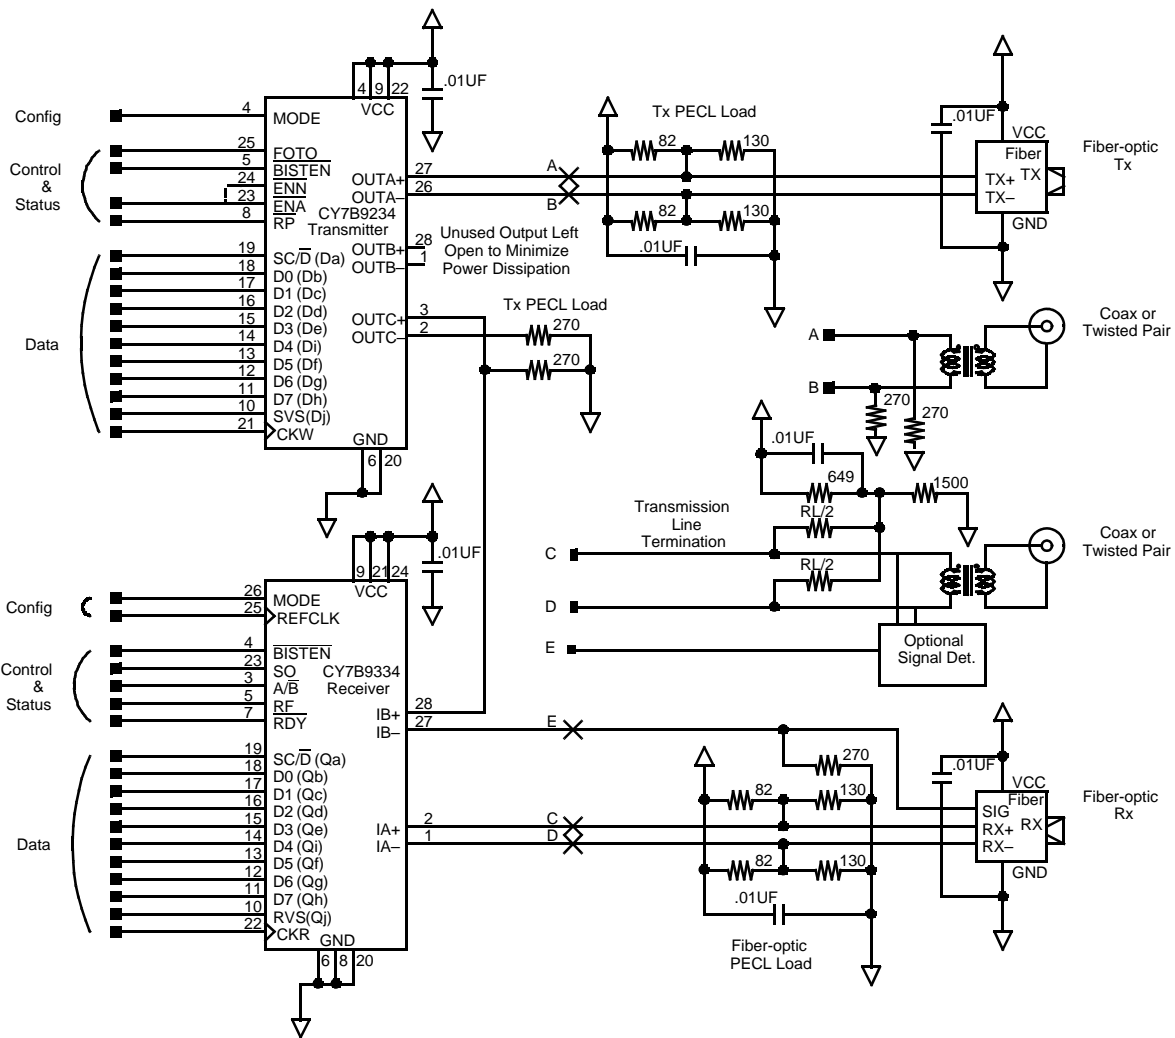 .01UF
4 9 22
VCC
Config
4
MODE
Control
&
Status
25
FOTO
5
BISTEN
24
ENN
23
ENA
8
RP
CY7B9234
Transmitter
27
OUTA+
26
OUTA–
28
OUTB+
1
OUTB–
3
OUTC+
2
OUTC–
Data
19
SC/D (Da)
18
D0 (Db)
17
D1 (Dc)
16
D2 (Dd)
15
D3 (De)
14
D4 (Di)
13
D5 (Df)
12
D6 (Dg)
11
D7 (Dh)
10
SVS(Dj)
21
CKW
GND
6 20
Unused Output Left
Open to Minimize
Power Dissipation
Tx PECL Load
270
270
A
B
Tx PECL Load
82
130
82
130
.01UF
.01UF
VCC
Fiber
TX
TX+
TX–
GND
Fiber-optic
Tx
A
B
270
270
Coax or
Twisted Pair
.01UF
649
1500
RL/2
RL/2
Transmission
Line
Termination
C
D
E
Optional
Signal Det.
Coax or
Twisted Pair
.01UF
9 21 24
VCC
Config
26
MODE
25
REFCLK
Control
&
Status
4
BISTEN
23
SO
3
A/B
5
RF
7
RDY
CY7B9334
Receiver
28
IB+
27
IB–
2
IA+
1
IA–
Data
19
SC/D (Qa)
18
D0 (Qb)
17
D1 (Qc)
16
D2 (Qd)
15
D3 (Qe)
14
D4 (Qi)
13
D5 (Qf)
12
D6 (Qg)
11
D7 (Qh)
10
RVS(Qj)
22
CKR
GND
6 8 20
E
C
D
270
82
130
82
130
.01UF
Fiber-optic
PECL Load
.01UF
VCC
Fiber
RX
SIG
RX+
RX–
GND
Fiber-optic
Rx